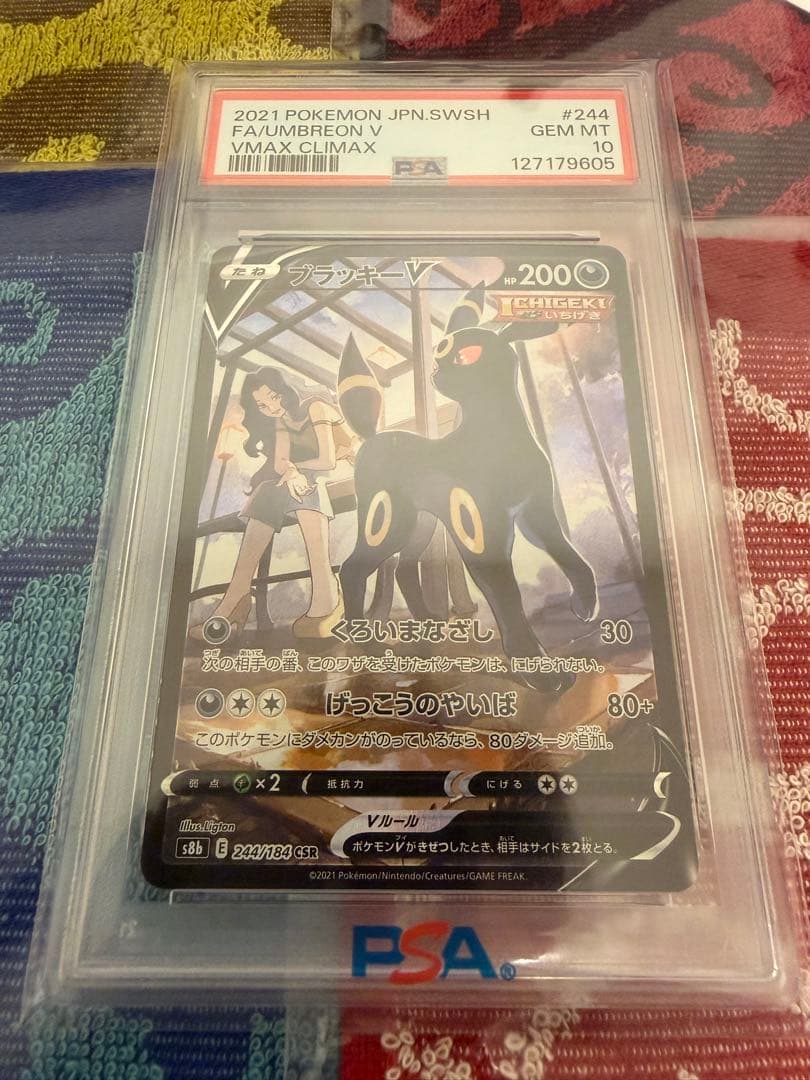 2021 POKEMON JPN.SWSH #244
FA/UMBREON V GEM MT
VMAX CLIMAX 10
PSA 127179605
たね ブラッキーV HP 200
ICHIGEKI
いちげき
くろいまなざし 30
次の相手の番、このワザを受けたポケモンは、にげられない。
げっこうのやいば 80+
このポケモンにダメカンがのっているなら、80ダメージ追加。
弱点 ×2 抵抗力 にげる
Illus. Ligton
Vルール
s8b E 244/184 CSR
ポケモンVがきぜつしたとき、相手はサイドを2枚とる。
©2021 Pokémon/Nintendo/Creatures/GAME FREAK.
PSA®